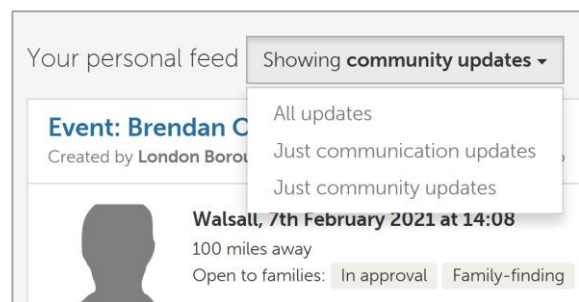 Your personal feed Showing community updates
All updates
Just communication updates
Just community updates
Event: Brendan
Created by London
Walsall, 7th February 2021 at 14:08
100 miles away
Open to families: In approval Family-finding